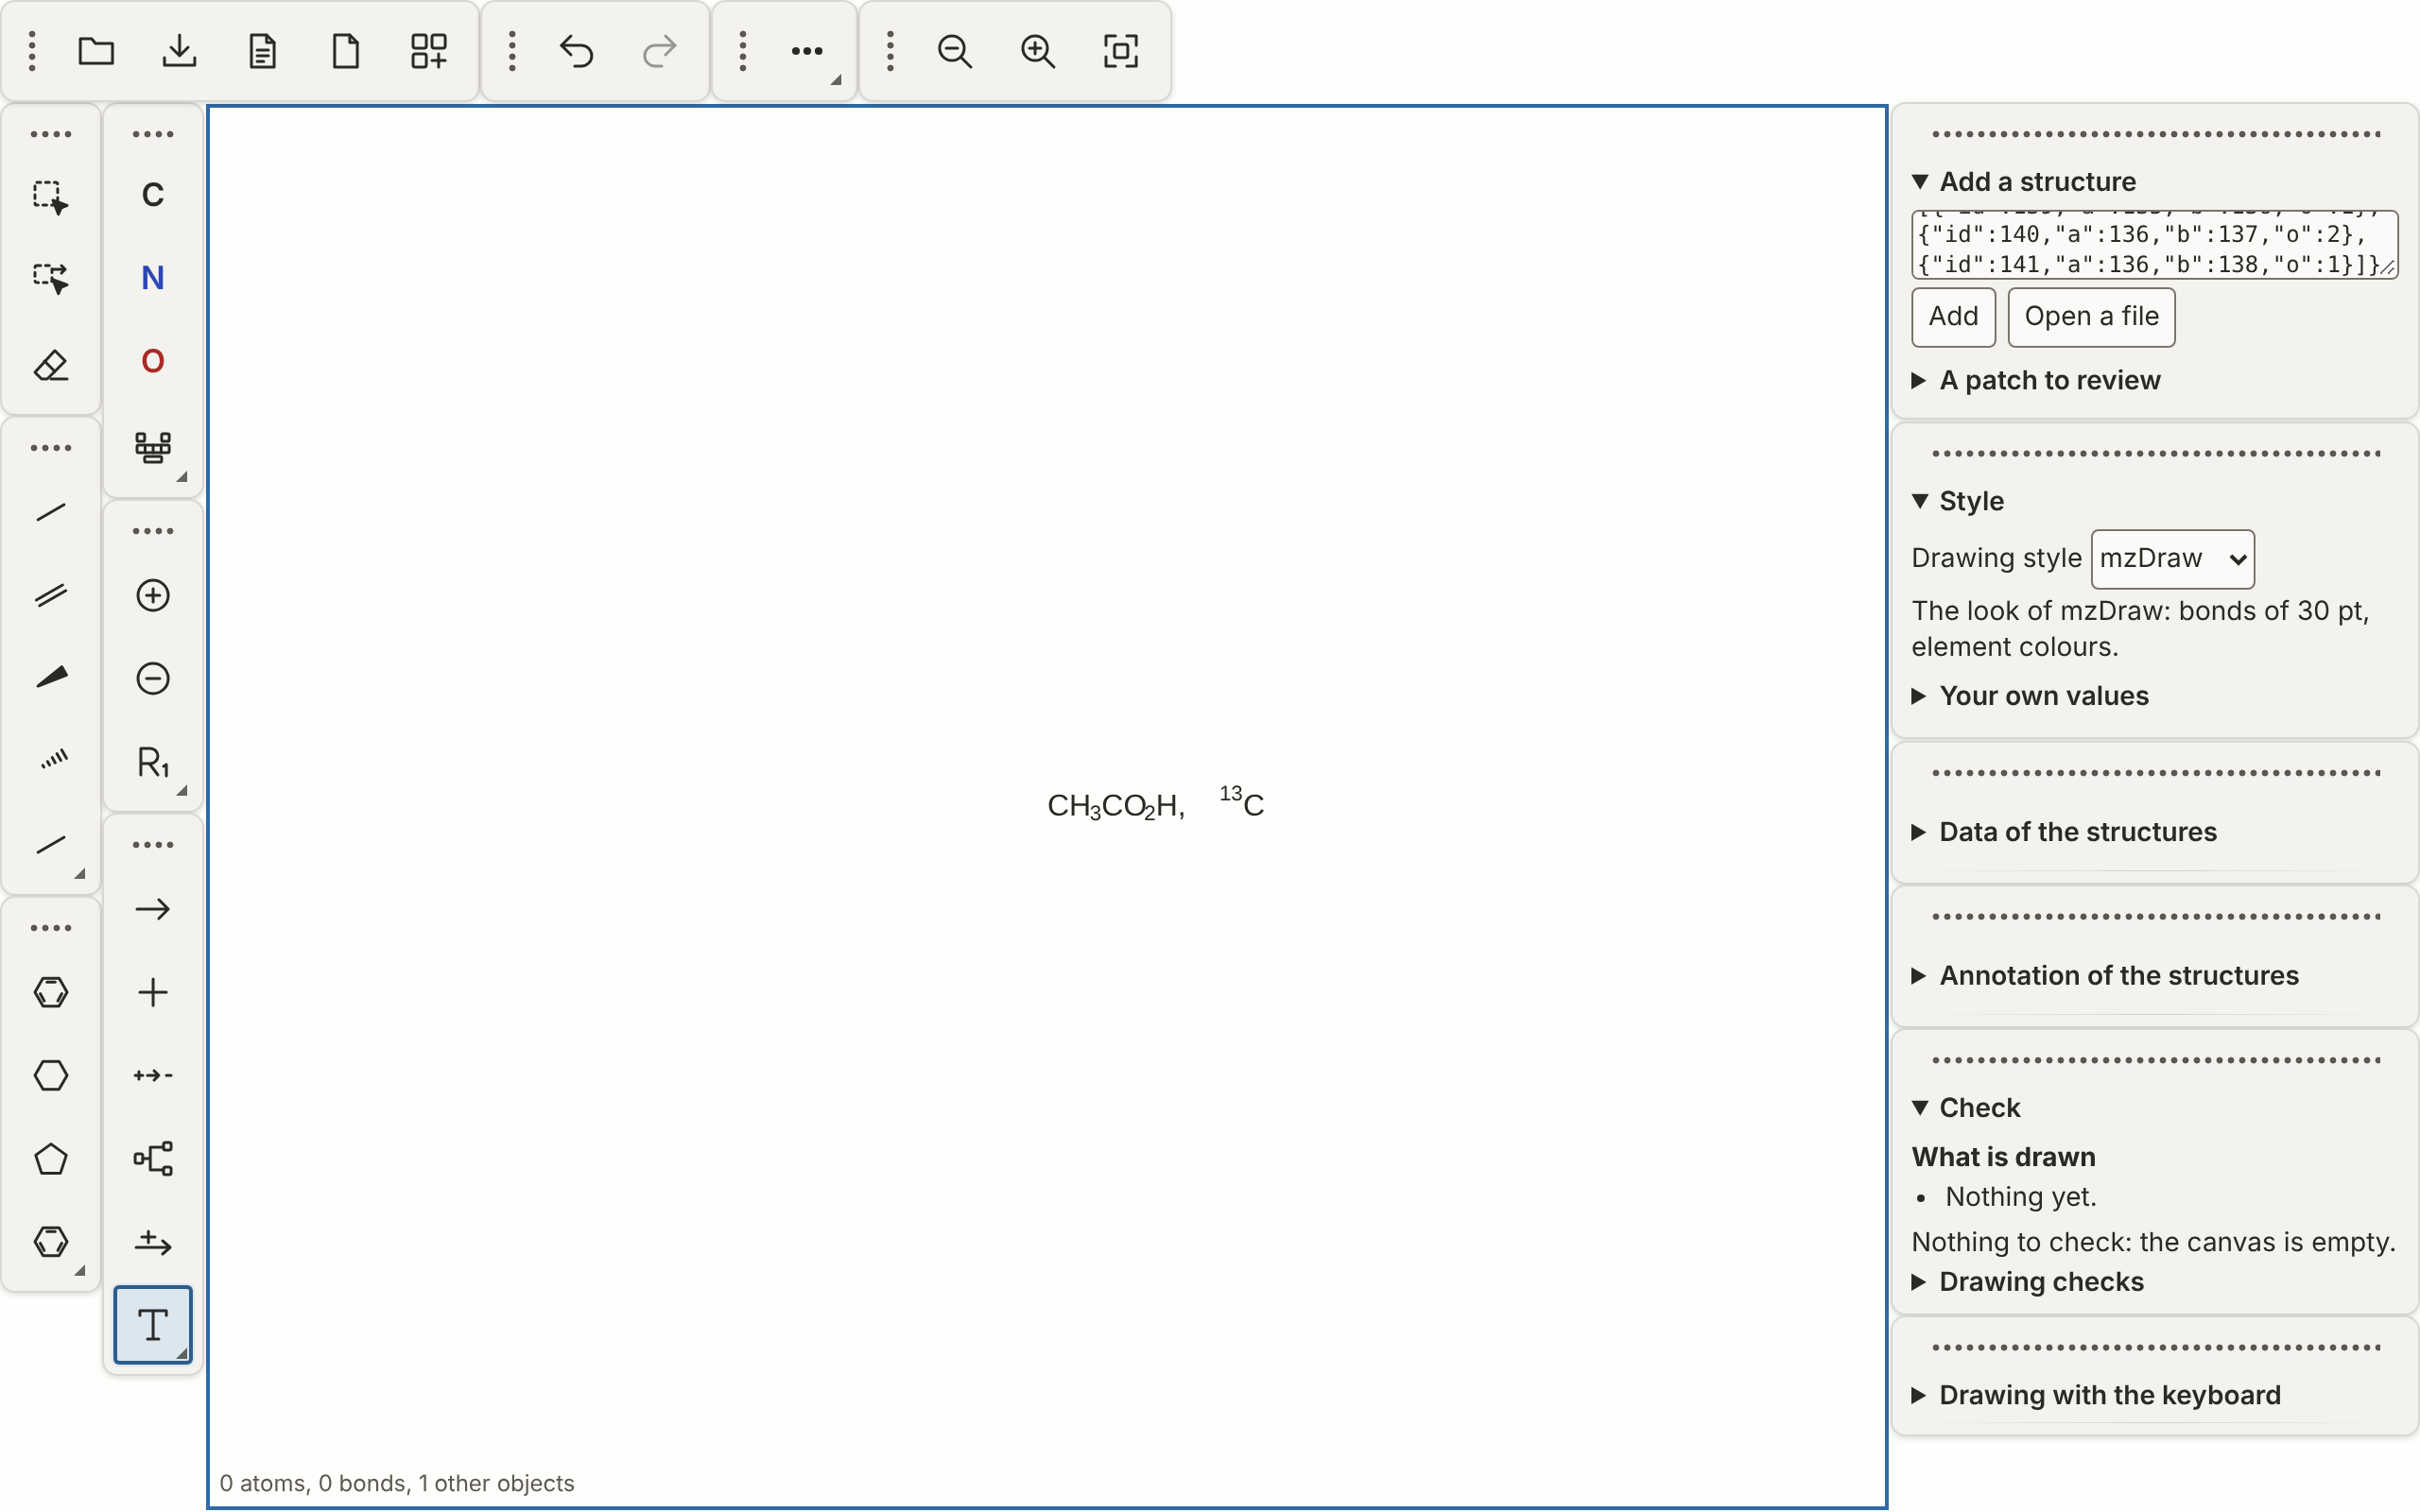 C
N
O
R1
T
CH₃CO₂H, ¹³C
0 atoms, 0 bonds, 1 other objects
Add a structure
{"id":140,"a":136,"b":137,"o":2},
{"id":141,"a":136,"b":138,"o":1}]}
Add
Open a file
A patch to review
Style
Drawing style mzDraw
The look of mzDraw: bonds of 30 pt,
element colours.
Your own values
Data of the structures
Annotation of the structures
Check
What is drawn
• Nothing yet.
Nothing to check: the canvas is empty.
Drawing checks
Drawing with the keyboard